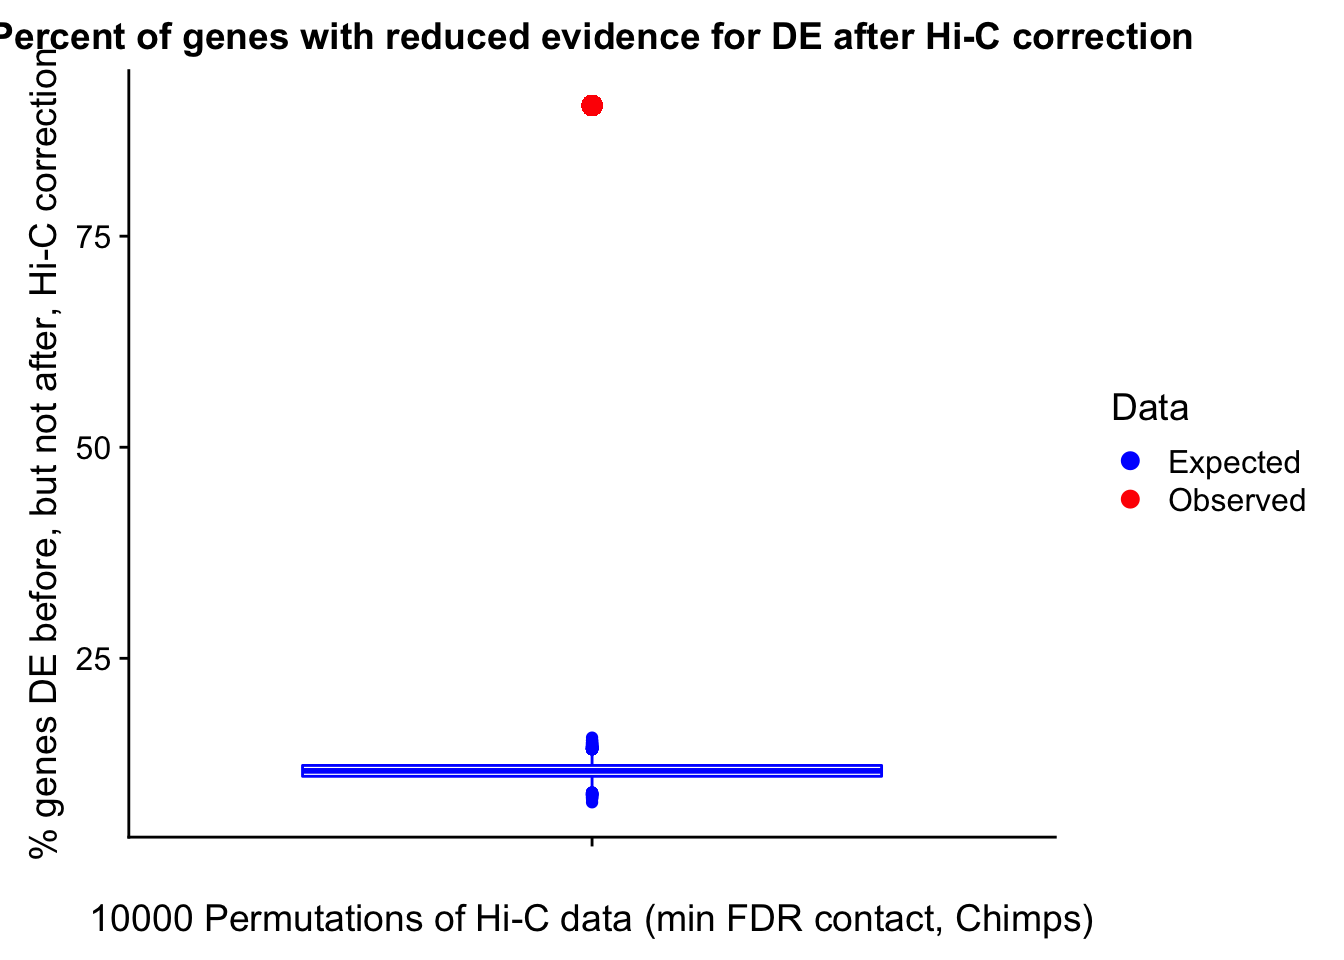 Percent of genes with reduced evidence for DE after Hi-C correction
% genes DE before, but not after, Hi-C correction
75
50
25
Data
Expected
Observed
10000 Permutations of Hi-C data (min FDR contact, Chimps)